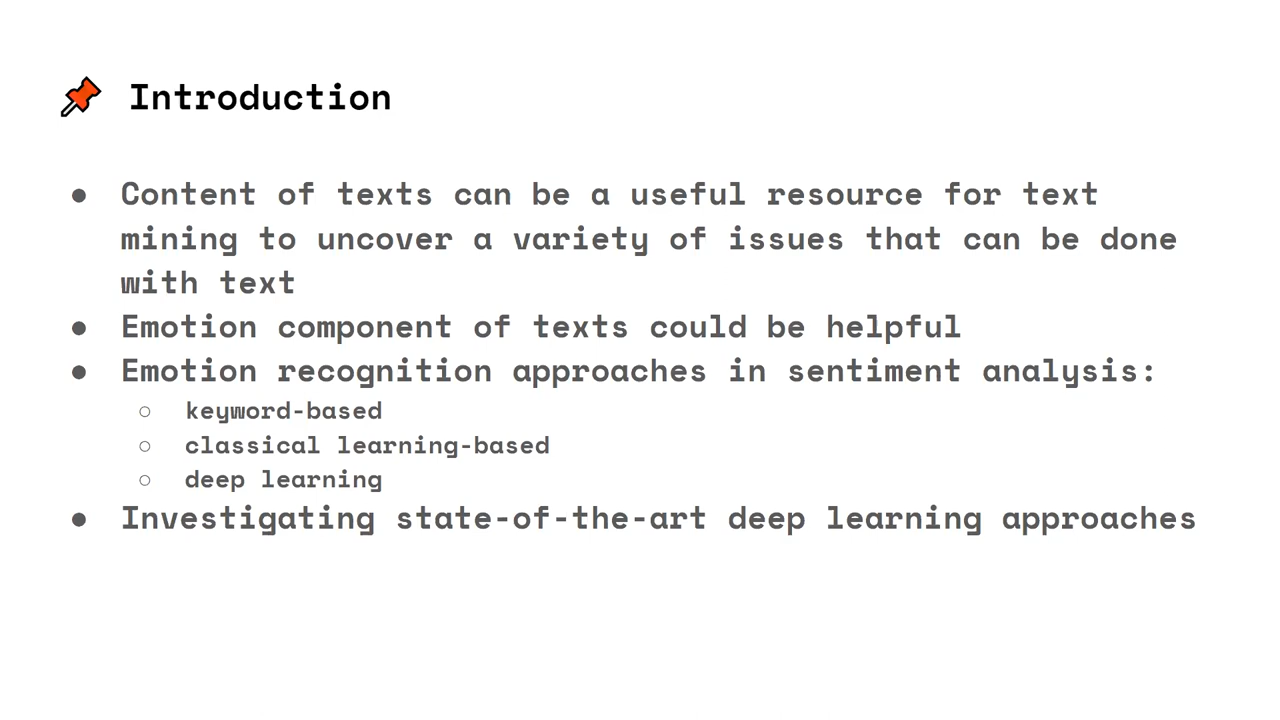 Introduction
● Content of texts can be a useful resource for text
mining to uncover a variety of issues that can be done
with text
● Emotion component of texts could be helpful
● Emotion recognition approaches in sentiment analysis:
○ keyword-based
○ classical learning-based
○ deep learning
● Investigating state-of-the-art deep learning approaches